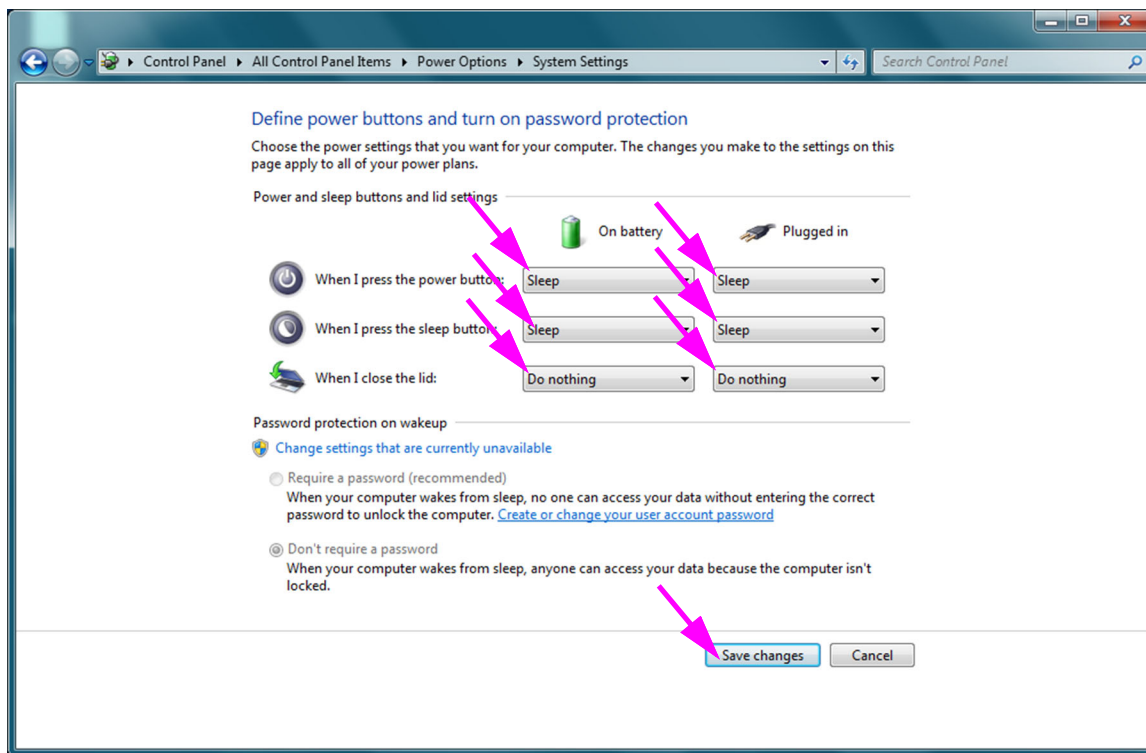 Control Panel ▸ All Control Panel Items ▸ Power Options ▸ System Settings
Search Control Panel
Define power buttons and turn on password protection
Choose the power settings that you want for your computer. The changes you make to the settings on this
page apply to all of your power plans.
Power and sleep buttons and lid settings
On battery
Plugged in
When I press the power button:
Sleep
Sleep
When I press the sleep button:
Sleep
Sleep
When I close the lid:
Do nothing
Do nothing
Password protection on wakeup
Change settings that are currently unavailable
Require a password (recommended)
When your computer wakes from sleep, no one can access your data without entering the correct
password to unlock the computer. Create or change your user account password
Don't require a password
When your computer wakes from sleep, anyone can access your data because the computer isn't
locked.
Save changes
Cancel